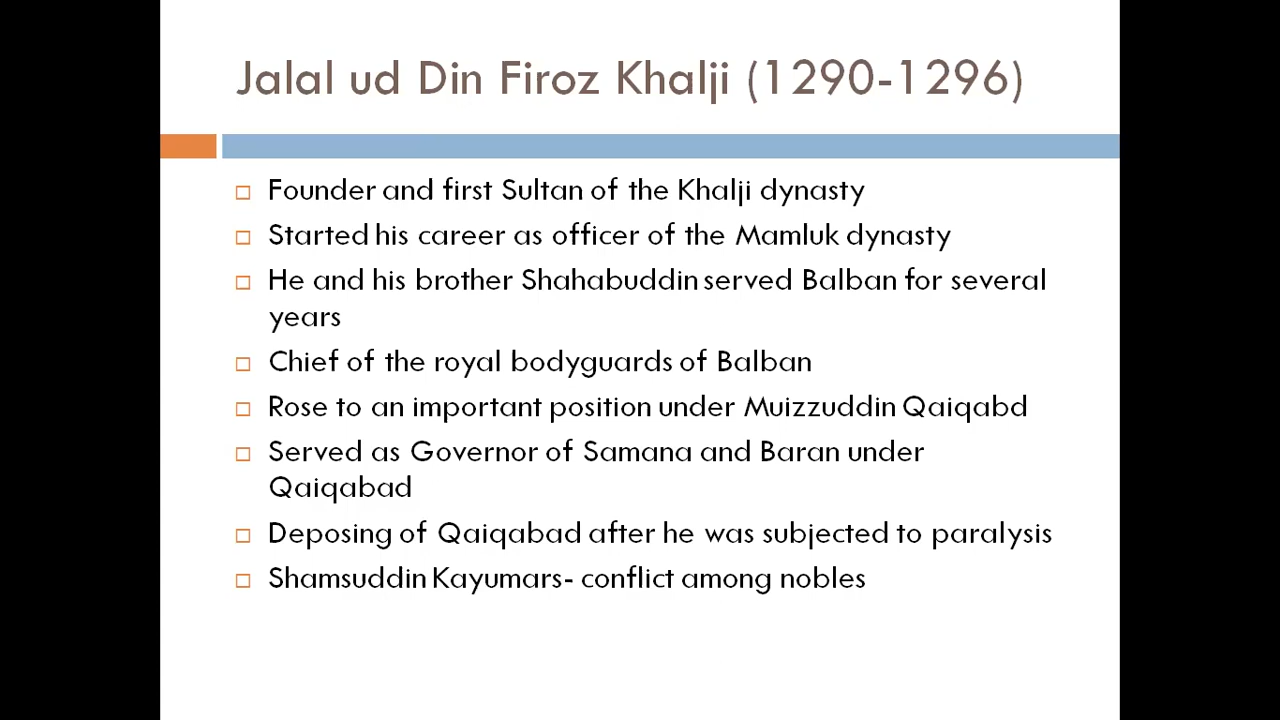 Jalal ud Din Firoz Khalji (1290-1296)
Founder and first Sultan of the Khalji dynasty
Started his career as officer of the Mamluk dynasty
He and his brother Shahabuddin served Balban for several
years
Chief of the royal bodyguards of Balban
Rose to an important position under Muizzuddin Qaiqabd
Served as Governor of Samana and Baran under
Qaiqabad
Deposing of Qaiqabad after he was subjected to paralysis
Shamsuddin Kayumars- conflict among nobles